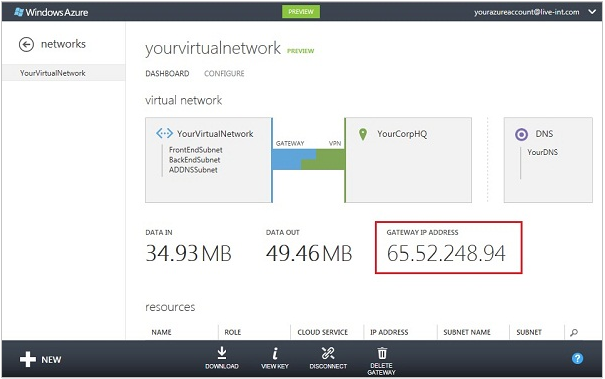 Windows Azure
PREVIEW
yourazureaccount@live-int.com
networks
YourVirtualNetwork
yourvirtualnetwork PREVIEW
DASHBOARD CONFIGURE
virtual network
YourVirtualNetwork
FrontEndSubnet
BackEndSubnet
ADDNSSubnet
GATEWAY VPN
YourCorpHQ
DNS
YourDNS
DATA IN
34.93 MB
DATA OUT
49.46 MB
GATEWAY IP ADDRESS
65.52.248.94
resources
NAME ROLE CLOUD SERVICE IP ADDRESS SUBNET NAME SUBNET
NEW
DOWNLOAD
VIEW KEY
DISCONNECT
DELETE
GATEWAY
?